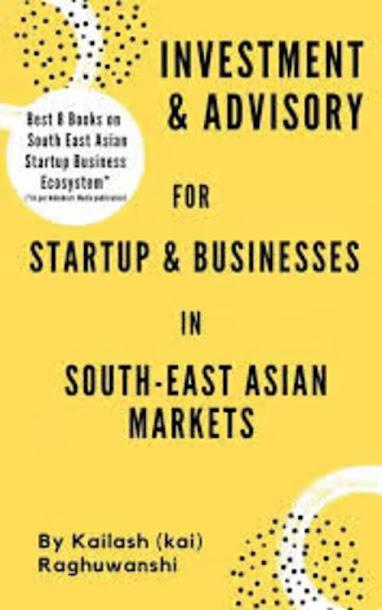 INVESTMENT
& ADVISORY
Best 8 Books on
South East Asian
Startup Business
Ecosystem*
FOR
STARTUP & BUSINESSES
IN
SOUTH-EAST ASIAN
MARKETS
By Kailash (kai)
Raghuwanshi